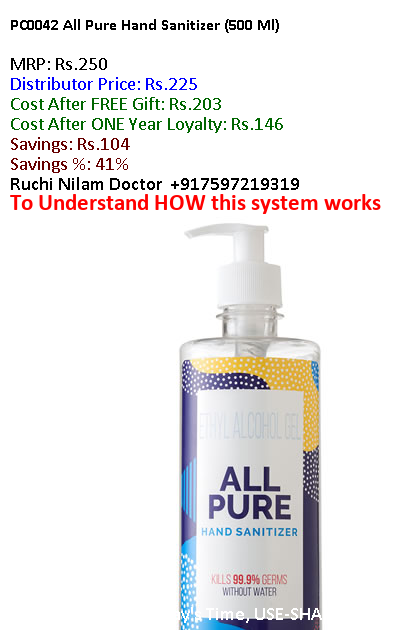 PC0042 All Pure Hand Sanitizer (500 Ml)
MRP: Rs.250
Distributor Price: Rs.225
Cost After FREE Gift: Rs.203
Cost After ONE Year Loyalty: Rs.146
Savings: Rs.104
Savings %: 41%
Ruchi Nilam Doctor +917597219319
To Understand HOW this system works
ETHYL ALCOHOL GEL
ALL
PURE
HAND SANITIZER
KILLS 99.9% GERMS
WITHOUT WATER
Time, USE-SHA